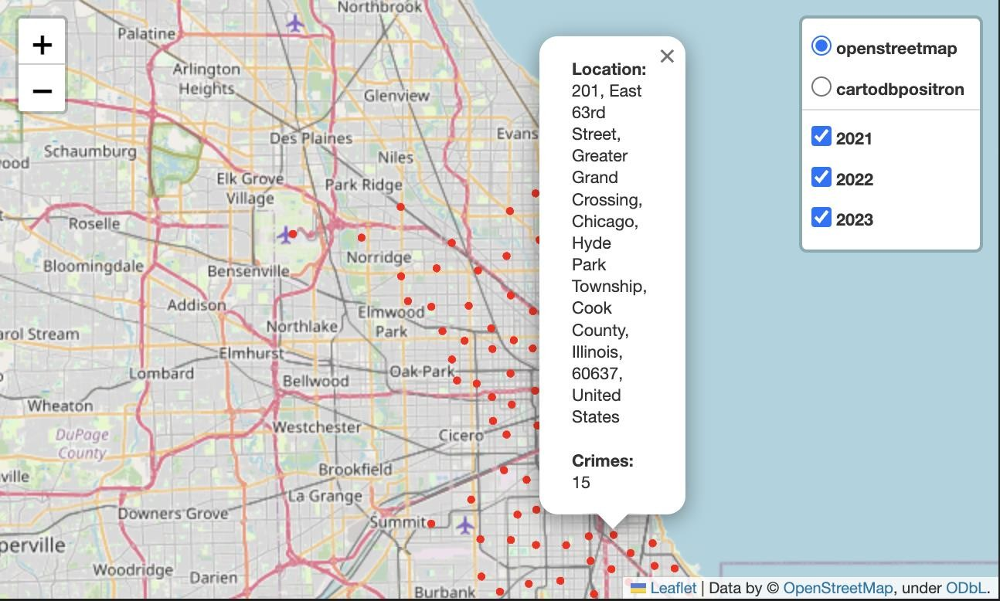 Northbrook
+
−
Palatine
Arlington
Heights
Glenview
Des Plaines
Evans
Schaumburg
ood
Niles
Elk Grove
Village
Park Ridge
Roselle
Norridge
Bloomingdale
Bensenville
Addison
Elmwood
Park
Northlake
arol Stream
Elmhurst
Lombard
Bellwood
Oak Park
Wheaton
Westchester
Cicero
DuPage
County
Brookfield
ville
La Grange
Downers Grove
Summit
perville
Woodridge
Darien
Burbank
×
Location:
201, East
63rd
Street,
Greater
Grand
Crossing,
Chicago,
Hyde
Park
Township,
Cook
County,
Illinois,
60637,
United
States
Crimes:
15
openstreetmap
cartodbpositron
2021
2022
2023
Leaflet | Data by © OpenStreetMap, under ODbL.